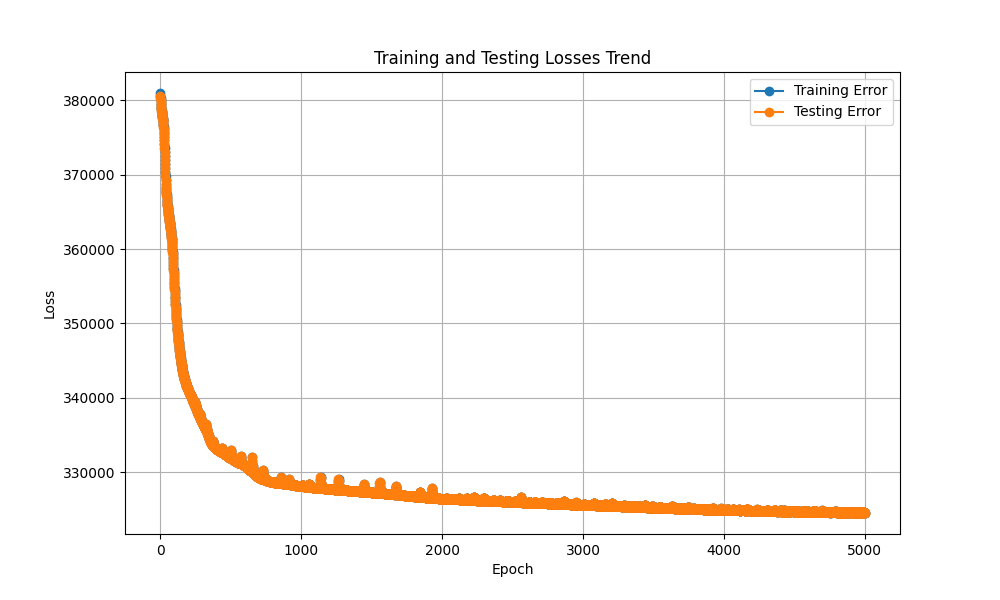 Training and Testing Losses Trend
Training Error
Testing Error
380000
370000
360000
350000
340000
330000
Loss
0 1000 2000 3000 4000 5000
Epoch